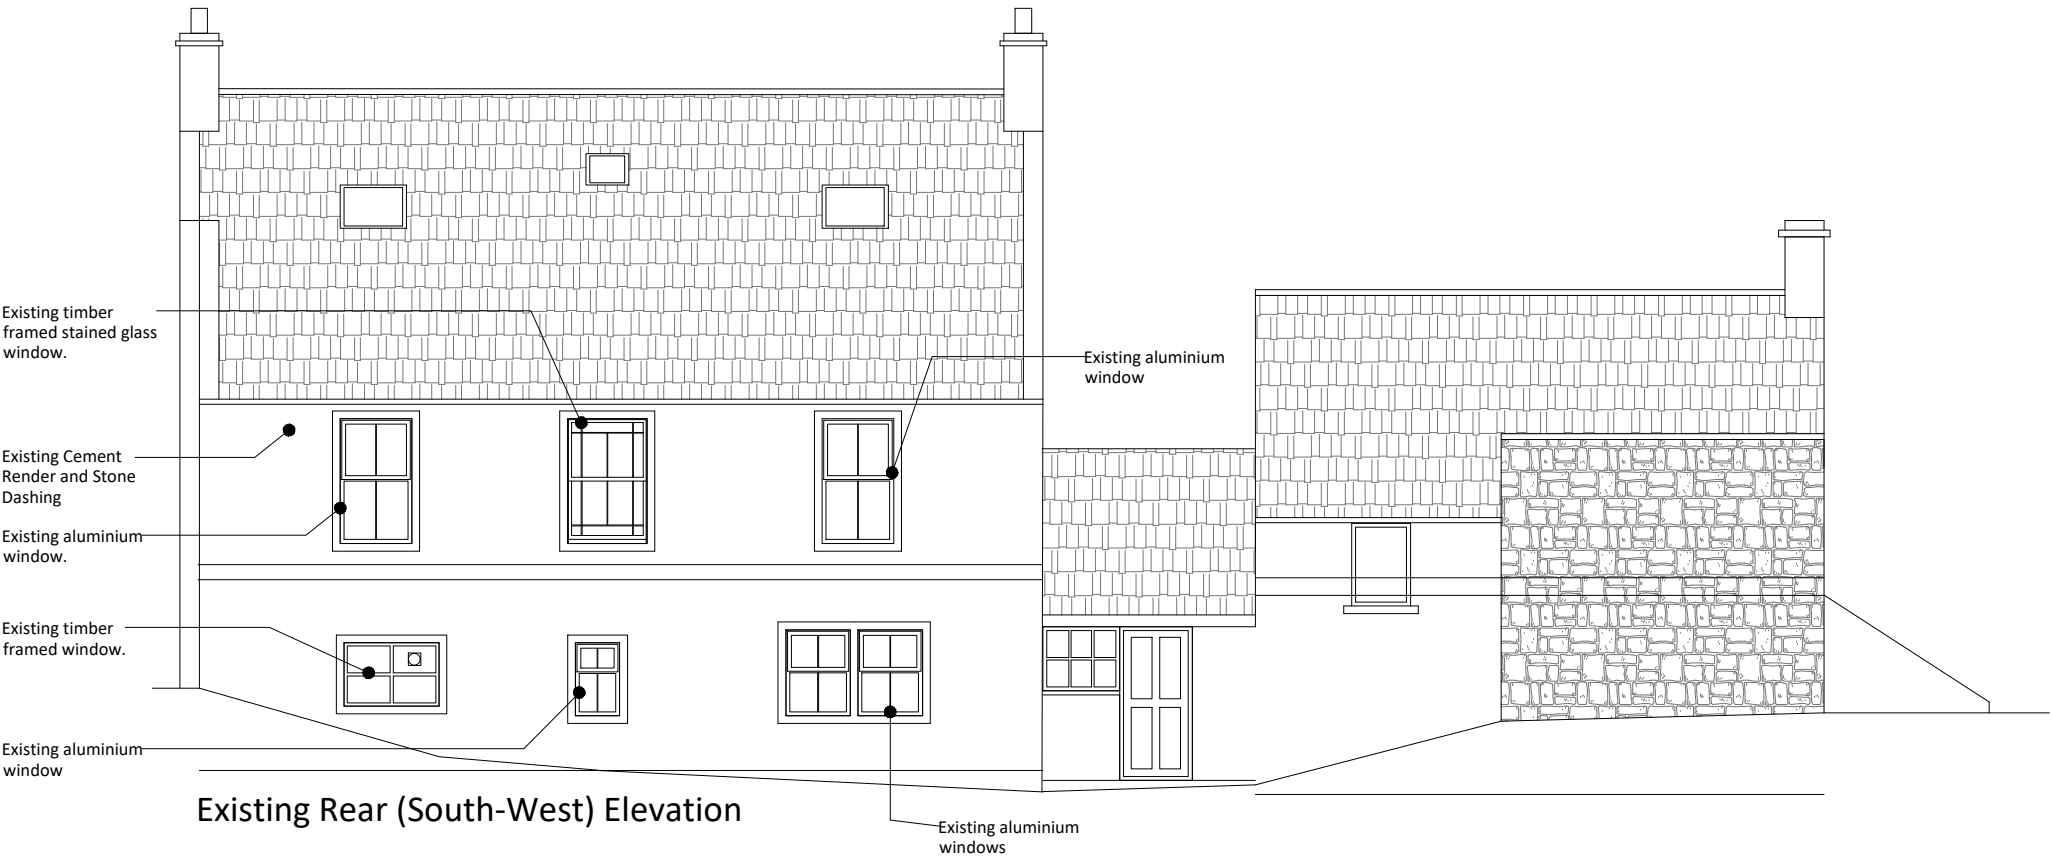 Existing timber
framed stained glass
window.
Existing aluminium
window
Existing Cement
Render and Stone
Dashing
Existing aluminium
window.
Existing timber
framed window.
Existing aluminium
window
Existing Rear (South-West) Elevation
Existing aluminium
windows